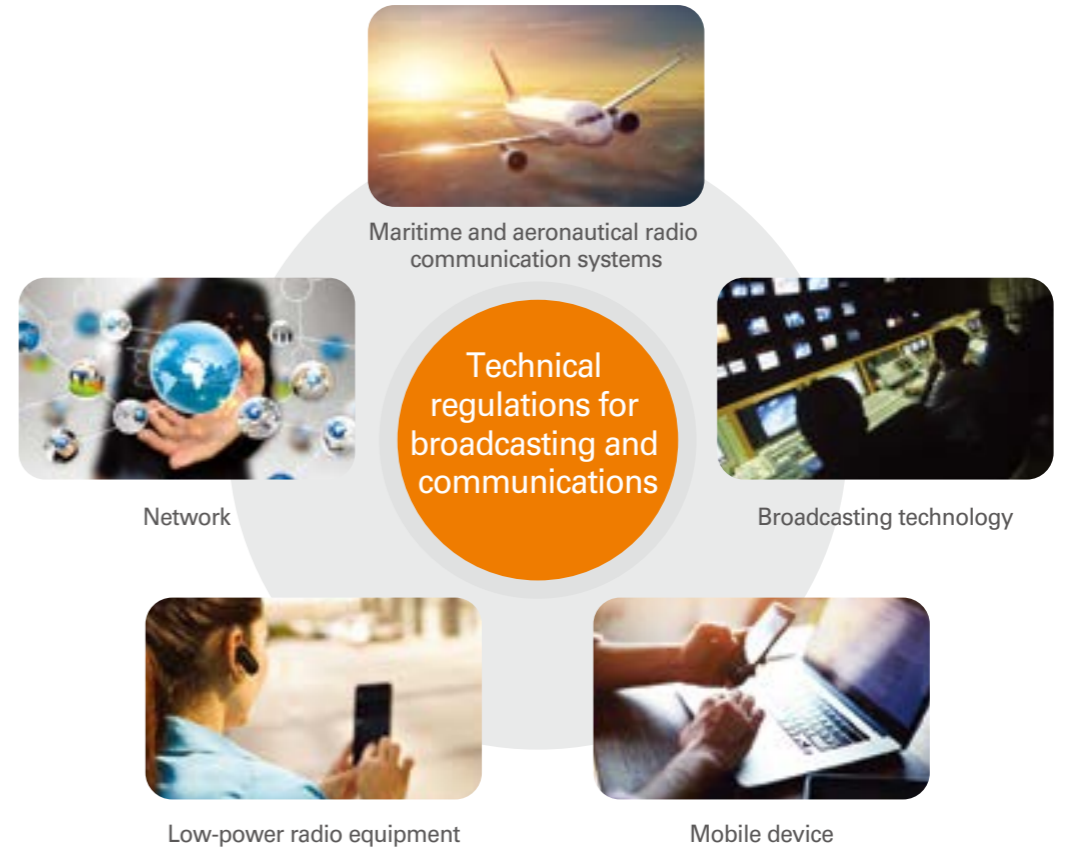 Maritime and aeronautical radio
communication systems
Technical
regulations for
broadcasting and
communications
Network
Broadcasting technology
Low-power radio equipment
Mobile device